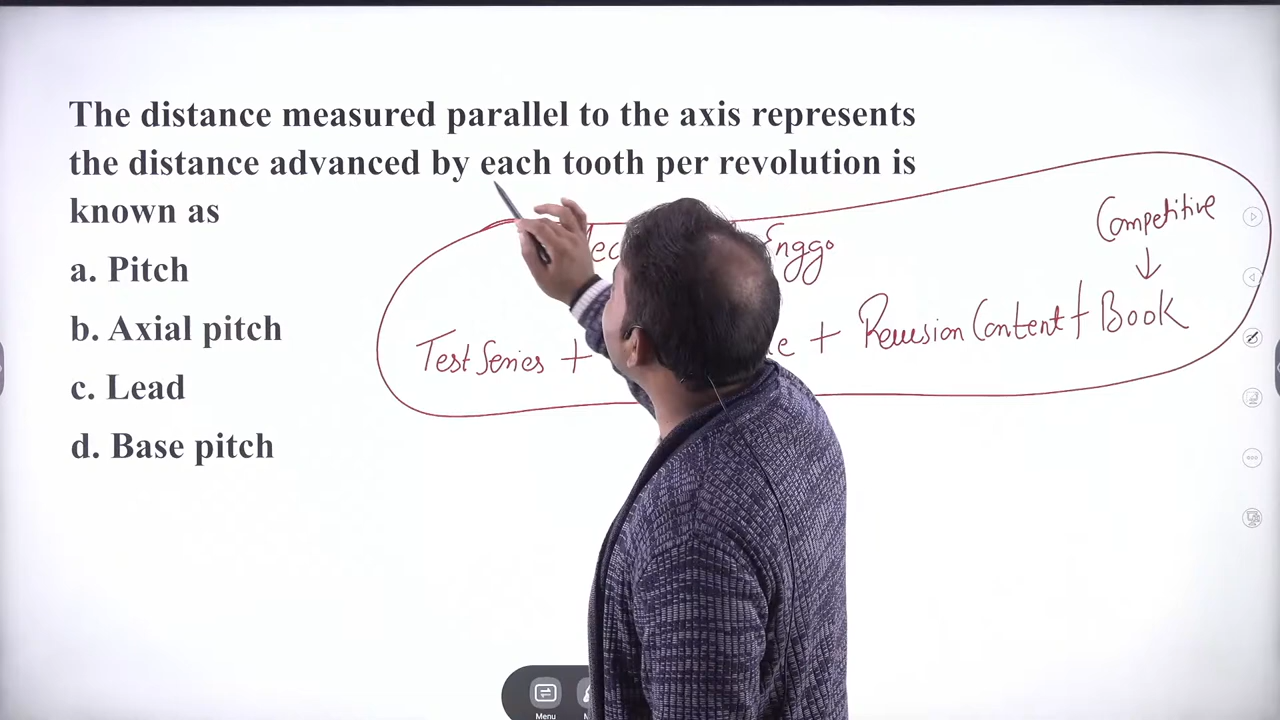 The distance measured parallel to the axis represents
the distance advanced by each tooth per revolution is
known as
a. Pitch
b. Axial pitch
c. Lead
d. Base pitch
Enggo
Competitive
↓
Test Series +
+ Revision Content + Book
Menu